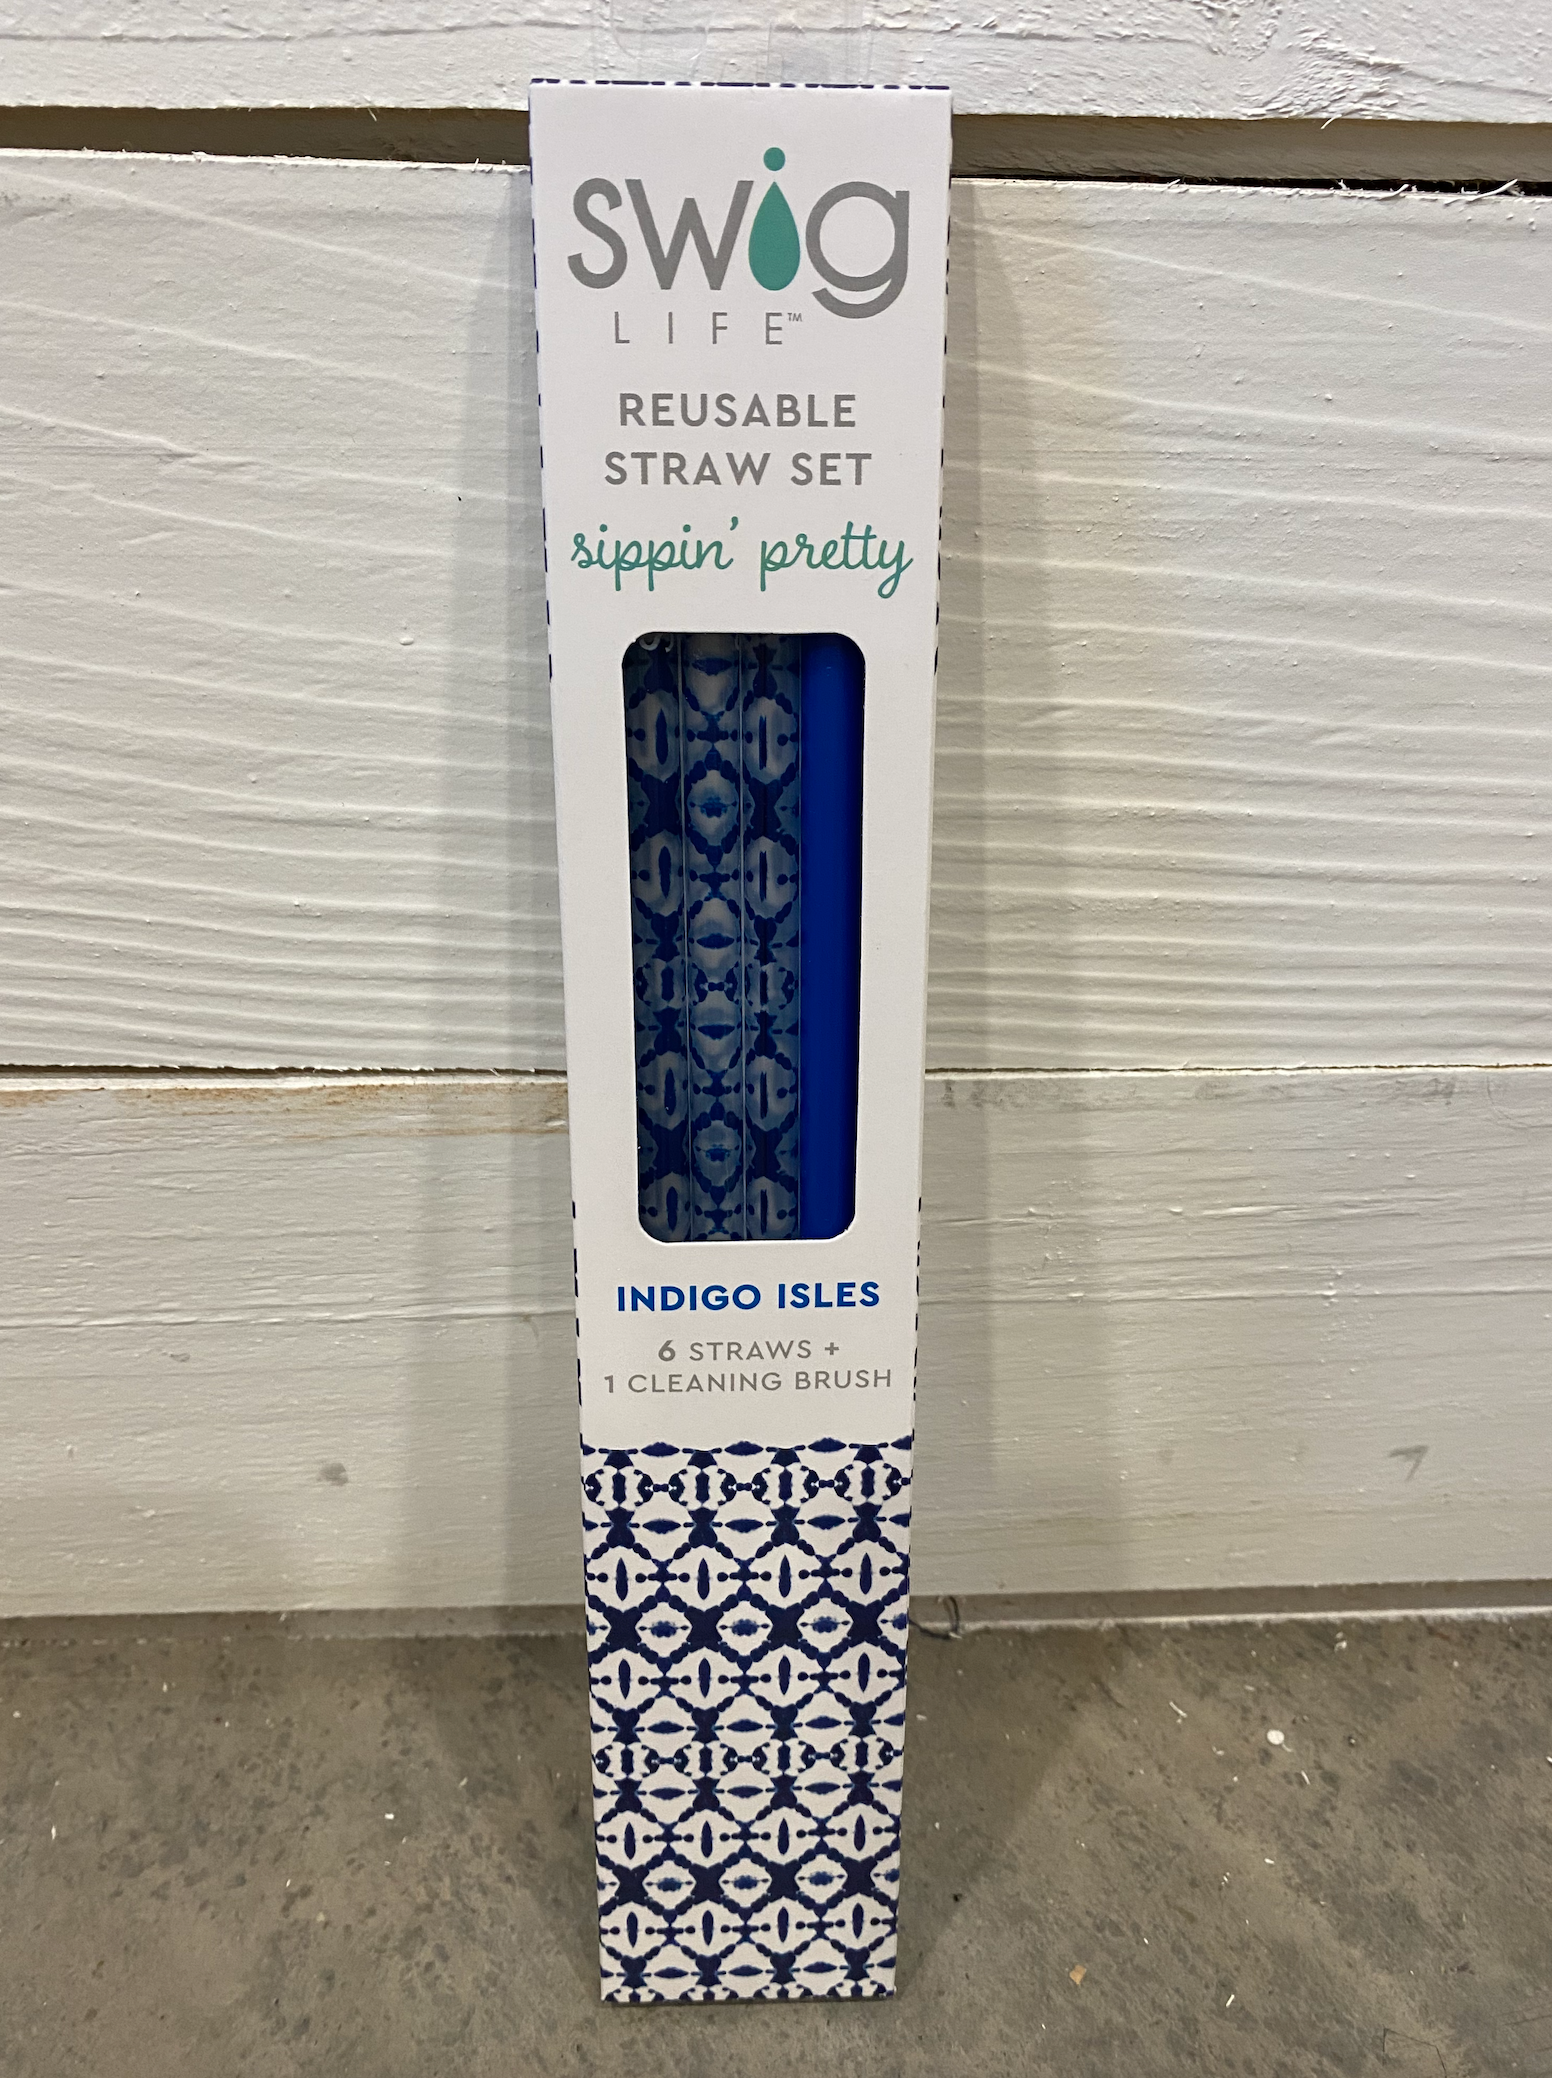 swig
LIFE™
REUSABLE
STRAW SET
sippin' pretty
INDIGO ISLES
6 STRAWS +
1 CLEANING BRUSH